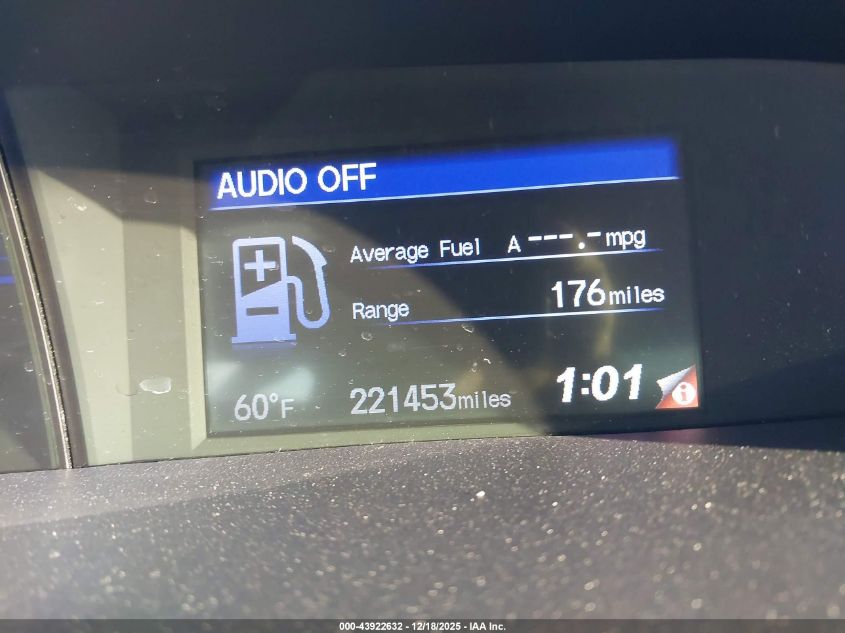 AUDIO OFF
Average Fuel A ---.- mpg
Range 176 miles
60°F 221453 miles 1:01 i
000-43922632 - 12/18/2025 - IAA Inc.